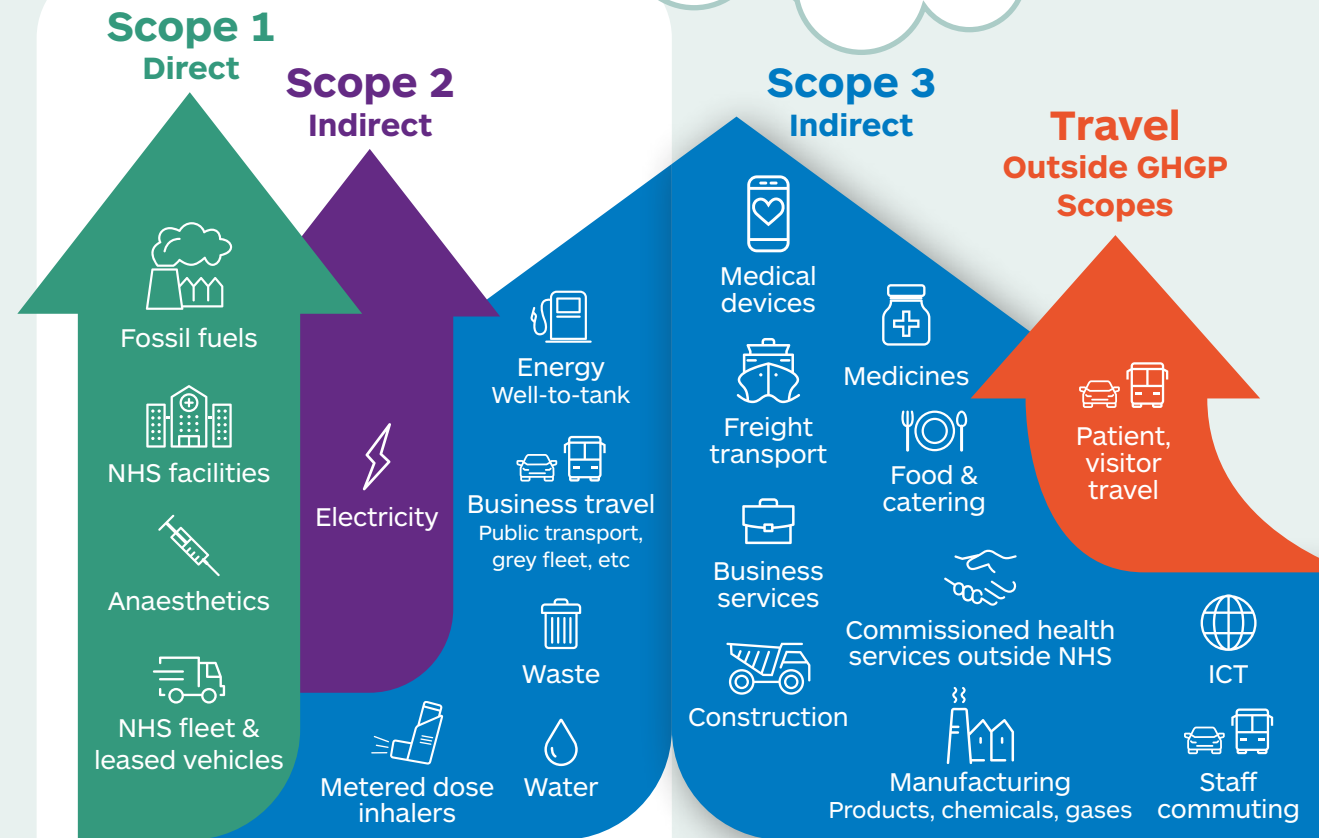 Scope 1
Direct
Scope 2
Indirect
Scope 3
Indirect
Travel
Outside GHGP
Scopes
Fossil fuels
NHS facilities
Anaesthetics
NHS fleet &
leased vehicles
Electricity
Energy
Well-to-tank
Business travel
Public transport,
grey fleet, etc
Waste
Metered dose
inhalers
Water
Medical
devices
Freight
transport
Business
services
Construction
Medicines
Food &
catering
Commissioned health
services outside NHS
Manufacturing
Products, chemicals, gases
Patient,
visitor
travel
ICT
Staff
commuting